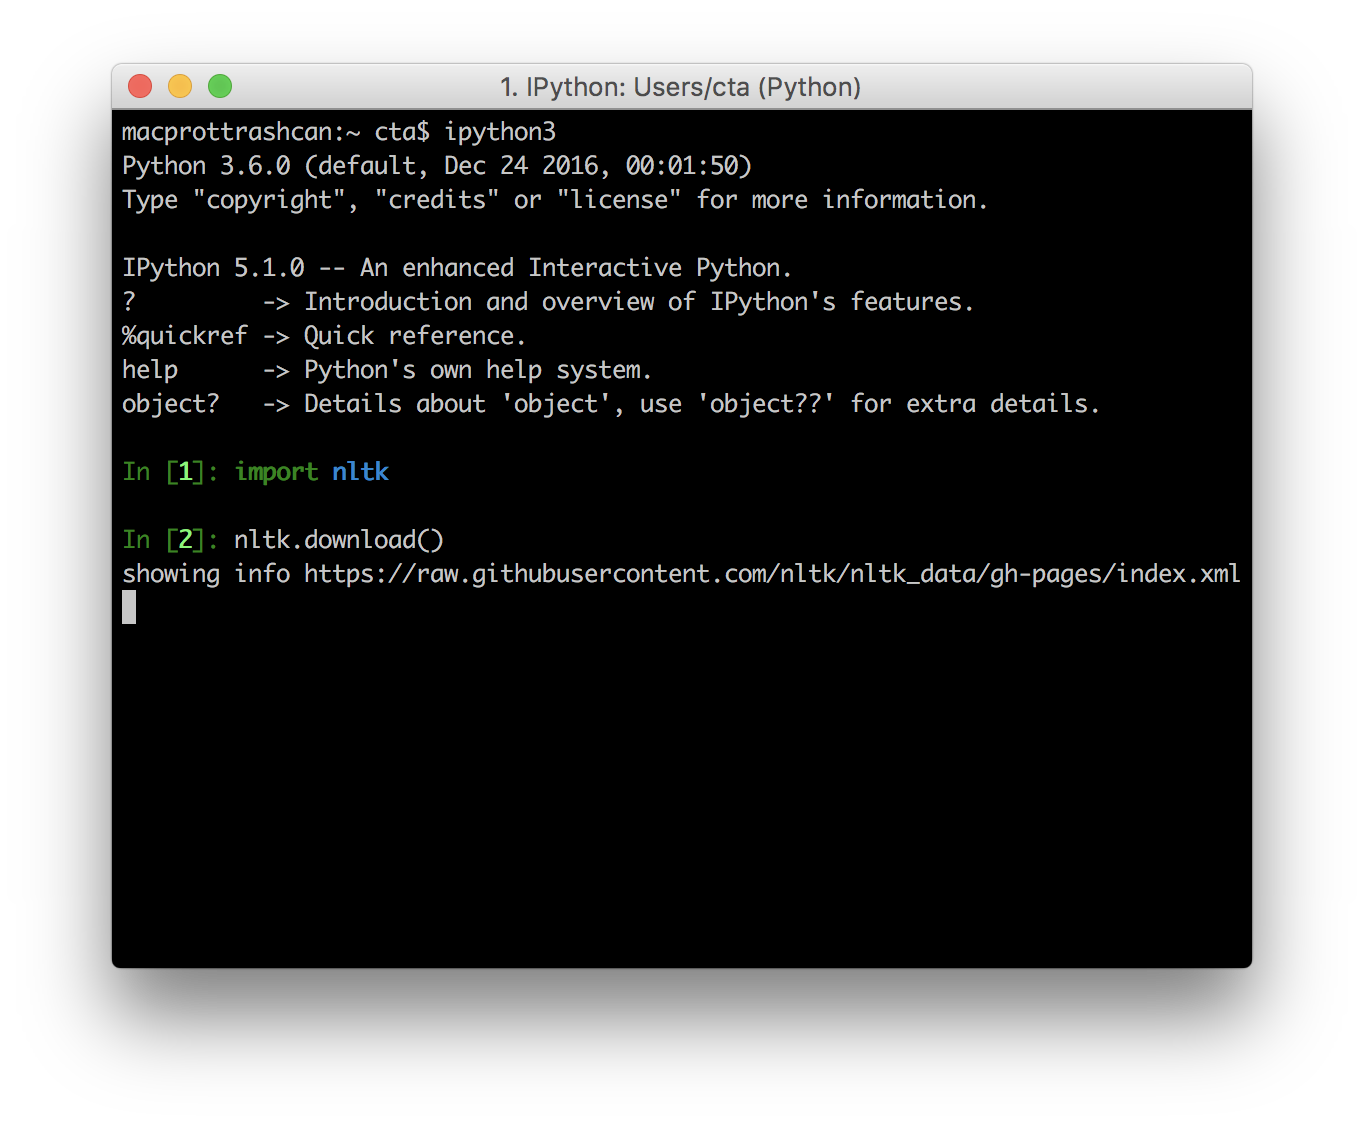 1. IPython: Users/cta (Python)
macprottrashcan:~ cta$ ipython3
Python 3.6.0 (default, Dec 24 2016, 00:01:50)
Type "copyright", "credits" or "license" for more information.
IPython 5.1.0 -- An enhanced Interactive Python.
?         -> Introduction and overview of IPython's features.
%quickref -> Quick reference.
help      -> Python's own help system.
object?   -> Details about 'object', use 'object??' for extra details.
In [1]: import nltk
In [2]: nltk.download()
showing info https://raw.githubusercontent.com/nltk/nltk_data/gh-pages/index.xml